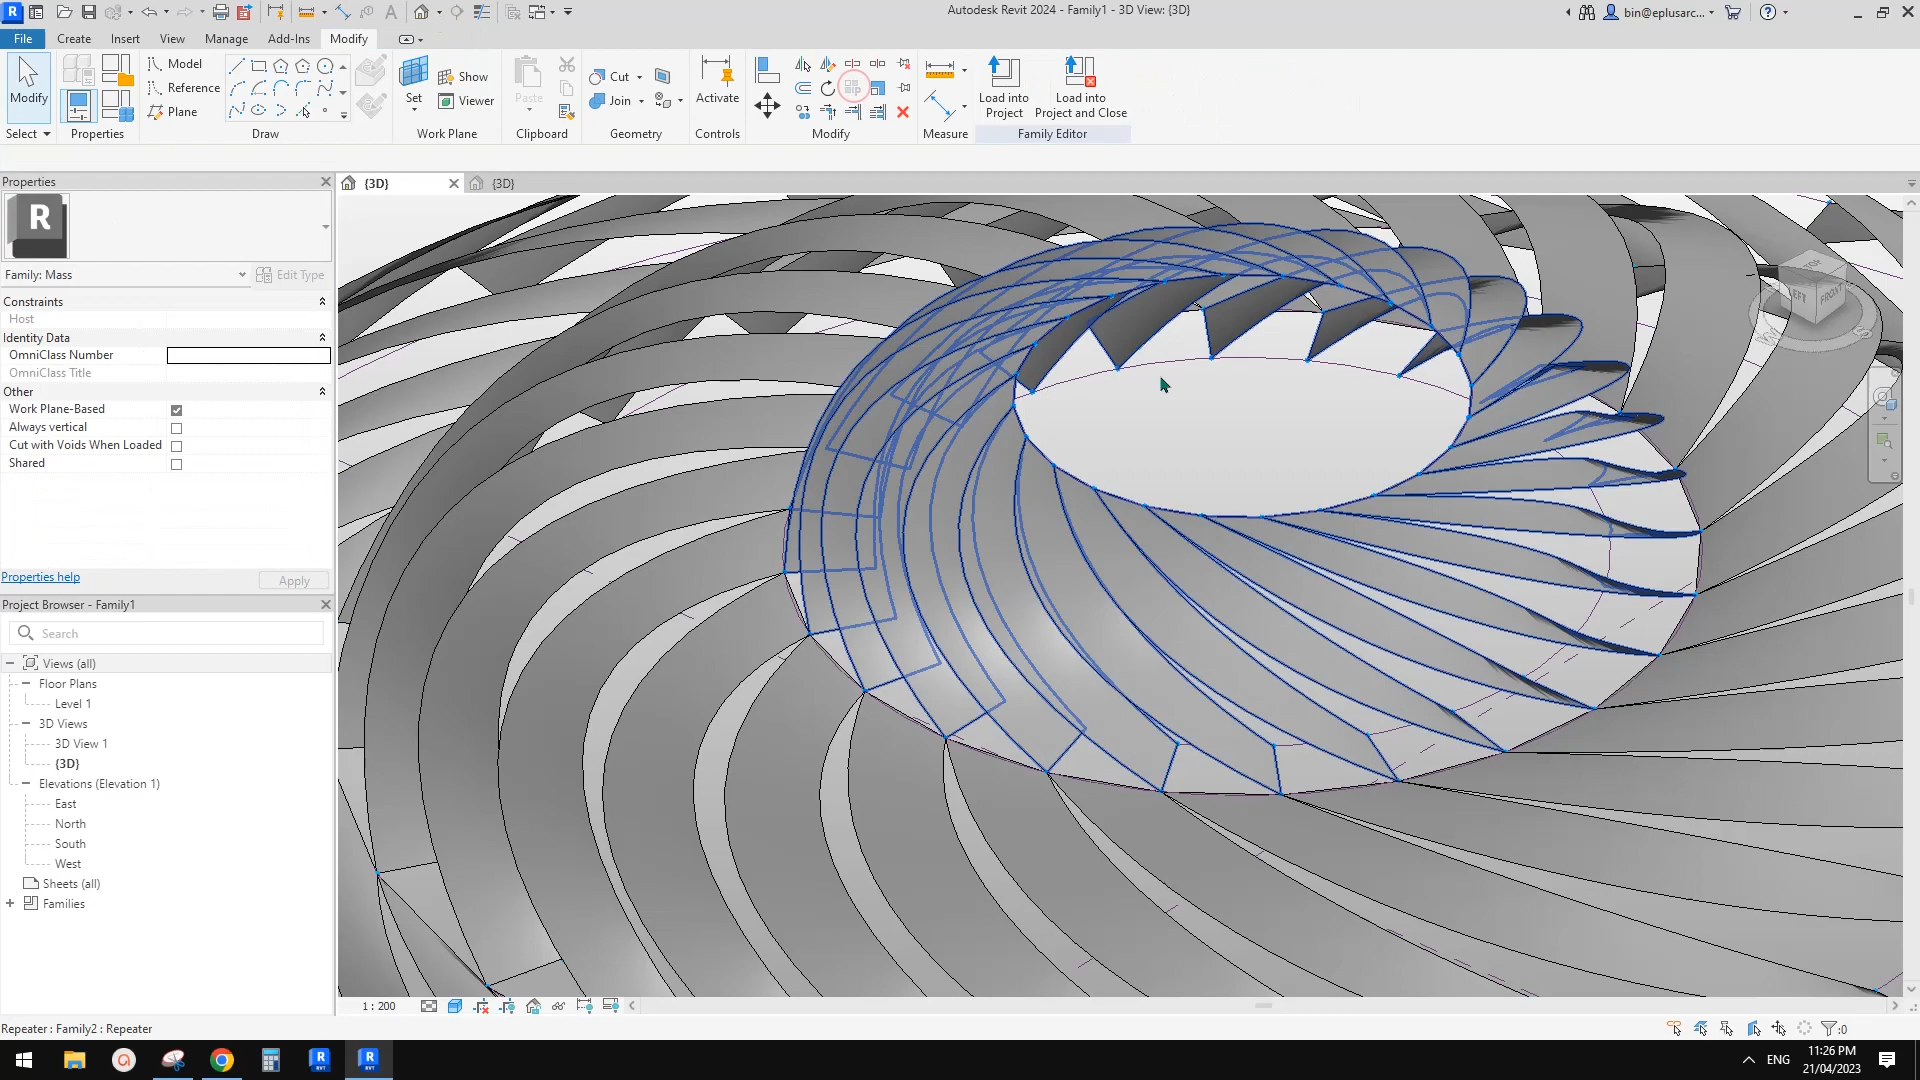 Autodesk Revit 2024 - Family1 - 3D View: {3D}
bin@eplusarc...
File Create Insert View Manage Add-Ins Modify
Modify
Select
Properties
Model
Reference
Plane
Draw
Set
Show
Viewer
Work Plane
Paste
Clipboard
Cut
Join
Geometry
Activate
Controls
Modify
Measure
Load into
Project
Load into
Project and Close
Family Editor
Properties
{3D}
{3D}
R
Family: Mass
Edit Type
Constraints
Host
Identity Data
OmniClass Number
OmniClass Title
Other
Work Plane-Based
Always vertical
Cut with Voids When Loaded
Shared
Properties help
Apply
Project Browser - Family1
Search
Views (all)
Floor Plans
Level 1
3D Views
3D View 1
{3D}
Elevations (Elevation 1)
East
North
South
West
Sheets (all)
Families
TOP
LEFT
FRONT
W
S
1 : 200
Repeater : Family2 : Repeater
:0
ENG
11:26 PM
21/04/2023